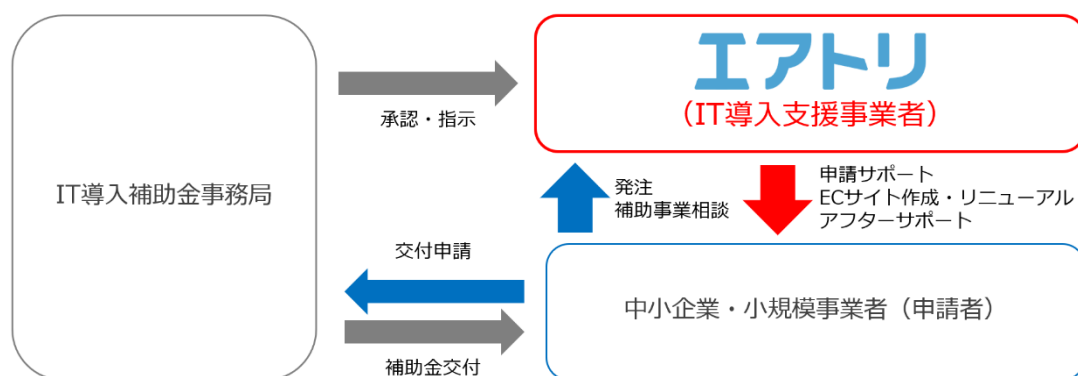 エアトリ
(IT導入支援事業者)
承認・指示
IT導入補助金事務局
発注
補助事業相談
申請サポート
ECサイト作成・リニューアル
アフターサポート
交付申請
中小企業・小規模事業者（申請者）
補助金交付